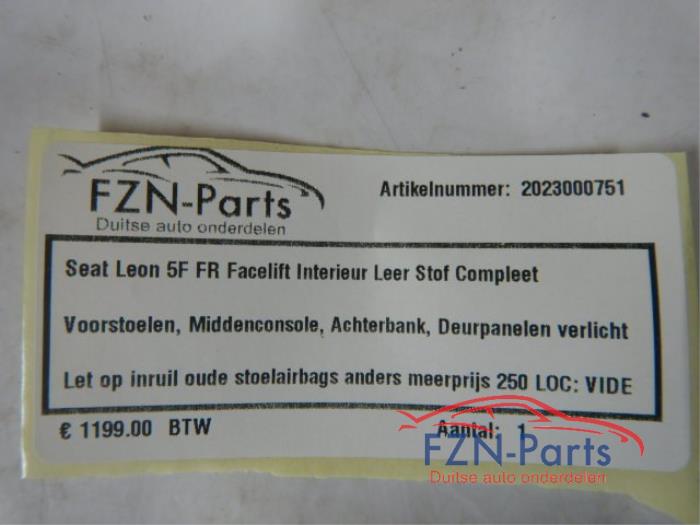 FZN-Parts
Duitse auto onderdelen
Artikelnummer: 2023000751
Seat Leon 5F FR Facelift Interieur Leer Stof Compleet
Voorstoelen, Middenconsole, Achterbank, Deurpanelen verlicht
Let op inruil oude stoelairbags anders meerprijs 250 LOC: VIDE
€ 1199.00 BTW
Aantal: 1
FZN-Parts
Duitse auto onderdelen